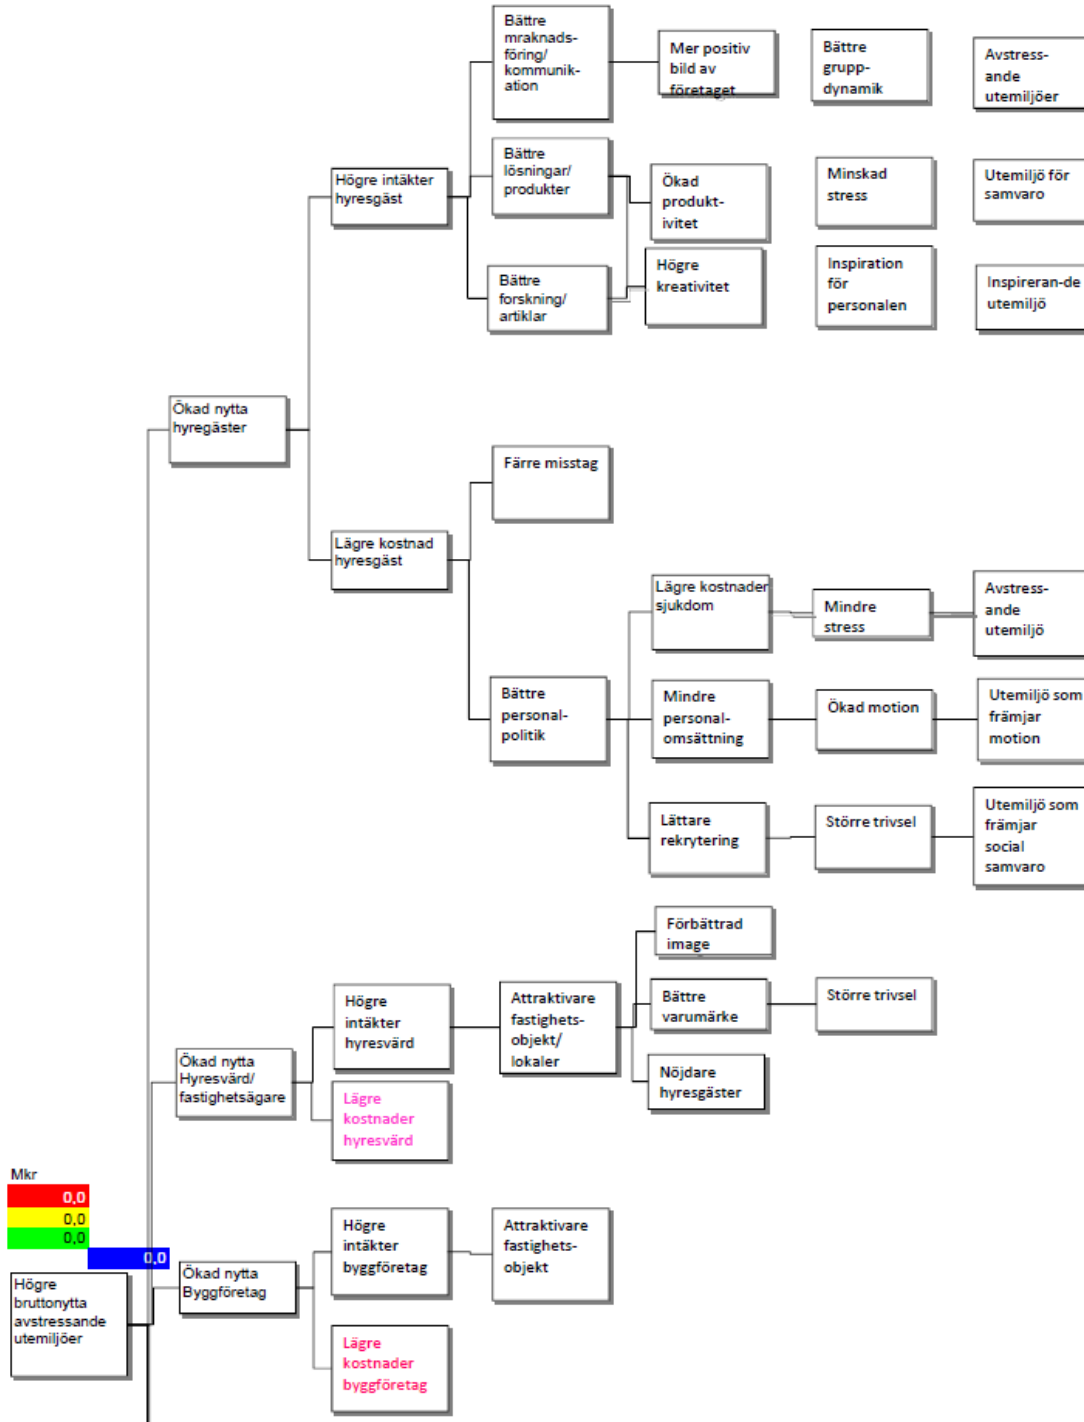 Bättre
mraknads-
föring/
kommunik-
ation
Mer positiv
bild av
företaget
Bättre
grupp-
dynamik
Avstress-
ande
utemiljöer
Högre intäkter
hyresgäst
Bättre
lösningar/
produkter
Ökad
produkt-
ivitet
Minskad
stress
Utemiljö för
samvaro
Bättre
forskning/
artiklar
Högre
kreativitet
Inspiration
för
personalen
Inspireran-de
utemiljö
Ökad nytta
hyregäster
Färre misstag
Lägre kostnad
hyresgäst
Lägre kostnader
sjukdom
Mindre
stress
Avstress-
ande
utemiljö
Bättre
personal-
politik
Mindre
personal-
omsättning
Ökad motion
Utemiljö som
främjar
motion
Lättare
rekrytering
Större trivsel
Utemiljö som
främjar
social
samvaro
Förbättrad
image
Högre
intäkter
hyresvärd
Attraktivare
fastighets-
objekt/
lokaler
Bättre
varumärke
Större trivsel
Ökad nytta
Hyresvärd/
fastighetsägare
Nöjdare
hyresgäster
Lägre
kostnader
hyresvärd
Mkr
0,0
0,0
0,0
0,0
Högre
intäkter
byggföretag
Attraktivare
fastighets-
objekt
Ökad nytta
Byggföretag
Högre
bruttonytta
avstressande
utemiljöer
Lägre
kostnader
byggföretag